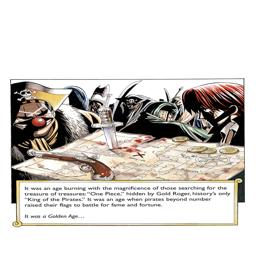 It was an age burning with the magnificence of those searching for the
treasure of treasures: "One Piece," hidden by Gold Roger, history's only
"King of the Pirates." It was an age when pirates beyond number
raised their flags to battle for fame and fortune.
It was a Golden Age...